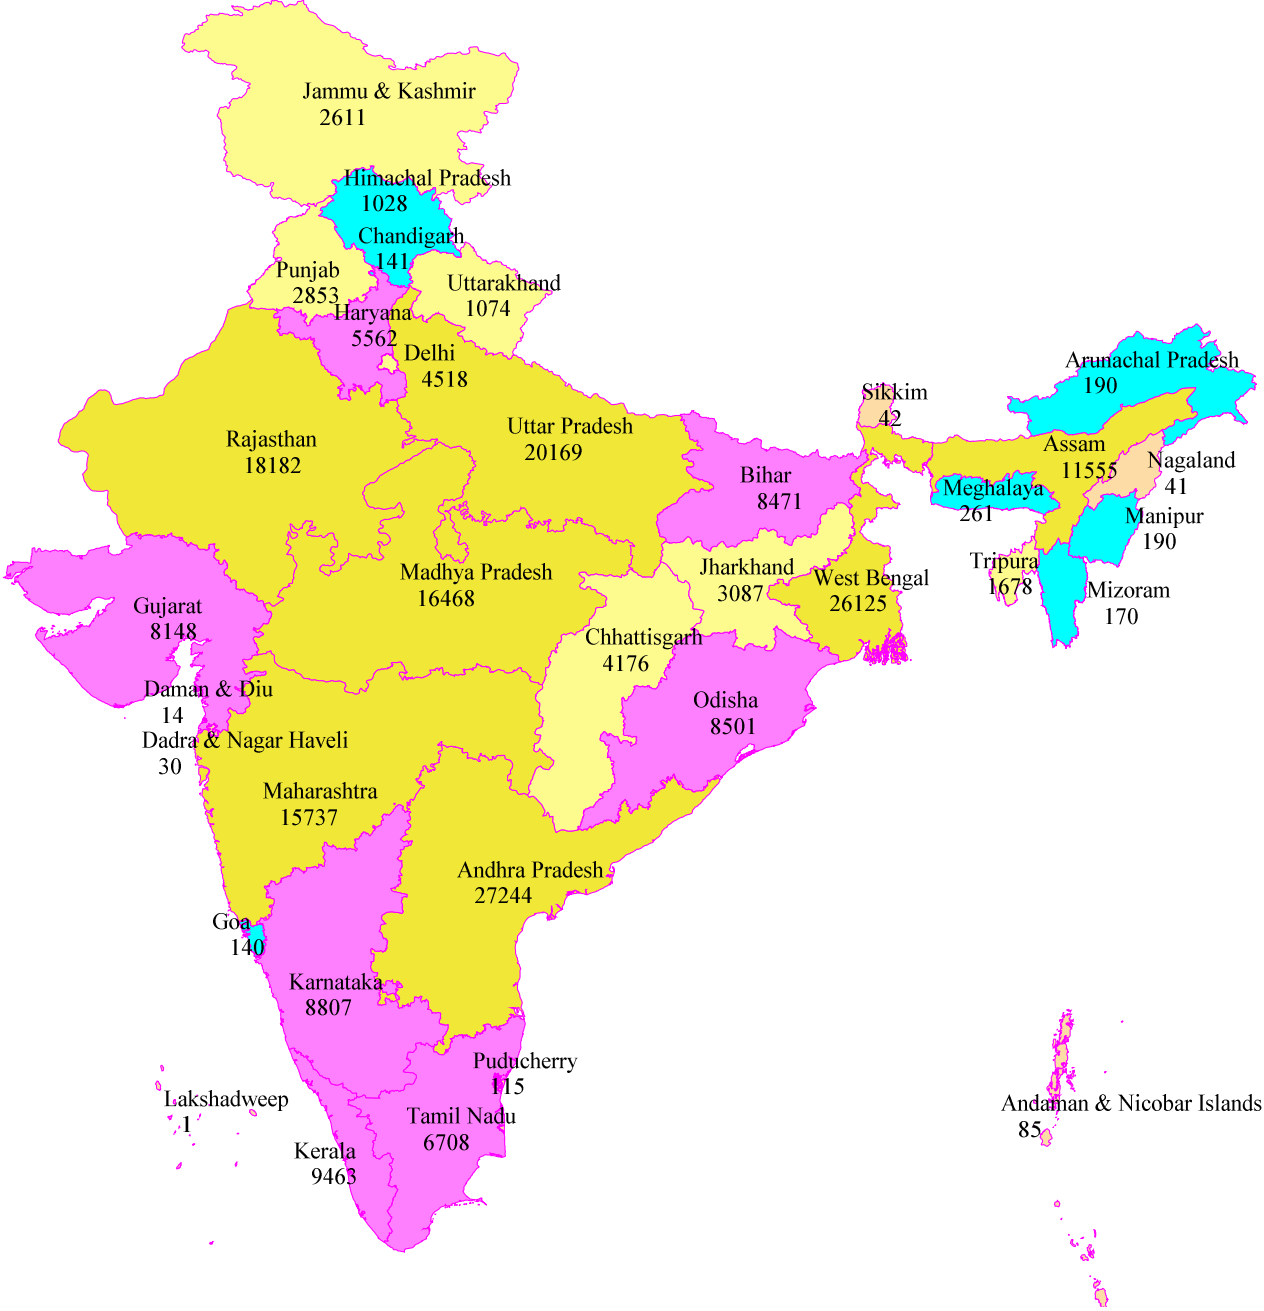 Jammu & Kashmir
2611
Himachal Pradesh
1028
Chandigarh
141
Punjab
2853
Uttarakhand
1074
Haryana
5562
Delhi
4518
Arunachal Pradesh
190
Sikkim
42
Uttar Pradesh
20169
Rajasthan
18182
Assam
11555
Nagaland
41
Bihar
8471
Meghalaya
261
Manipur
190
Tripura
1678
Jharkhand
3087
Madhya Pradesh
16468
West Bengal
26125
Mizoram
170
Gujarat
8148
Chhattisgarh
4176
Daman & Diu
14
Odisha
8501
Dadra & Nagar Haveli
30
Maharashtra
15737
Andhra Pradesh
27244
Goa
140
Karnataka
8807
Puducherry
115
Lakshadweep
1
Andaman & Nicobar Islands
85
Tamil Nadu
6708
Kerala
9463